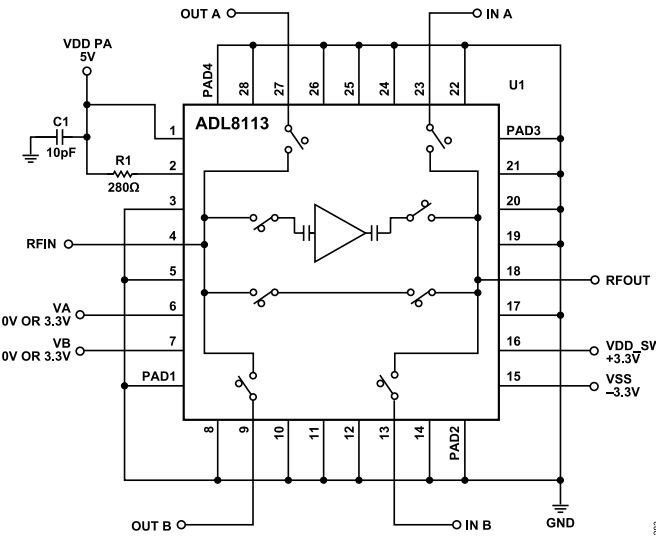 OUT A
IN A
VDD PA
5V
PAD4
28
27
26
25
24
23
22
U1
C1
10pF
1
ADL8113
PAD3
R1
280Ω
2
21
3
20
RFIN
4
19
5
18
RFOUT
VA
0V OR 3.3V
6
17
VB
0V OR 3.3V
7
16
VDD_SW
+3.3V
PAD1
15
VSS
–3.3V
8
9
10
11
12
13
14
PAD2
OUT B
IN B
GND